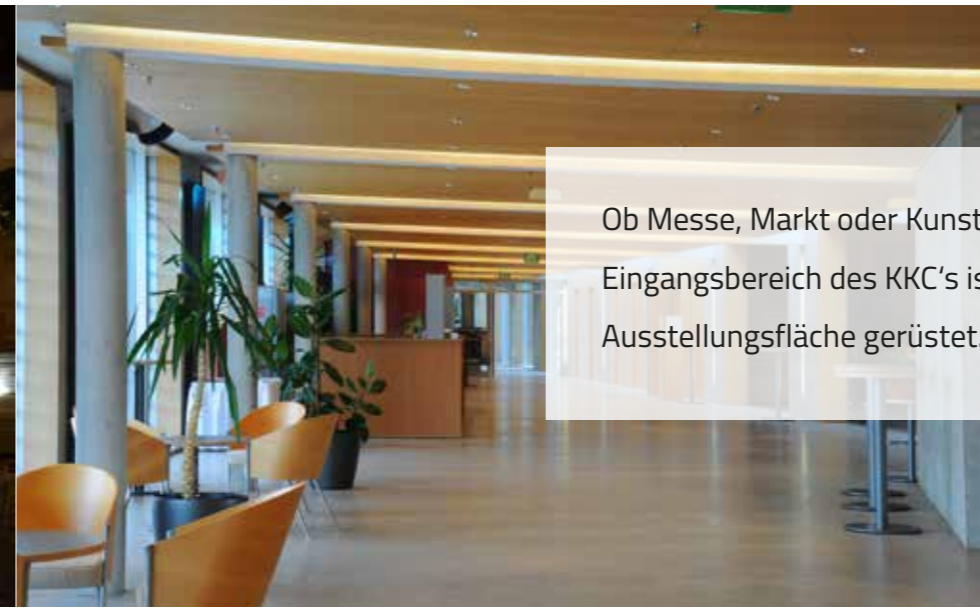 Ob Messe, Markt oder Kunst
Eingangsbereich des KKC's is
Ausstellungsfläche gerüstet.